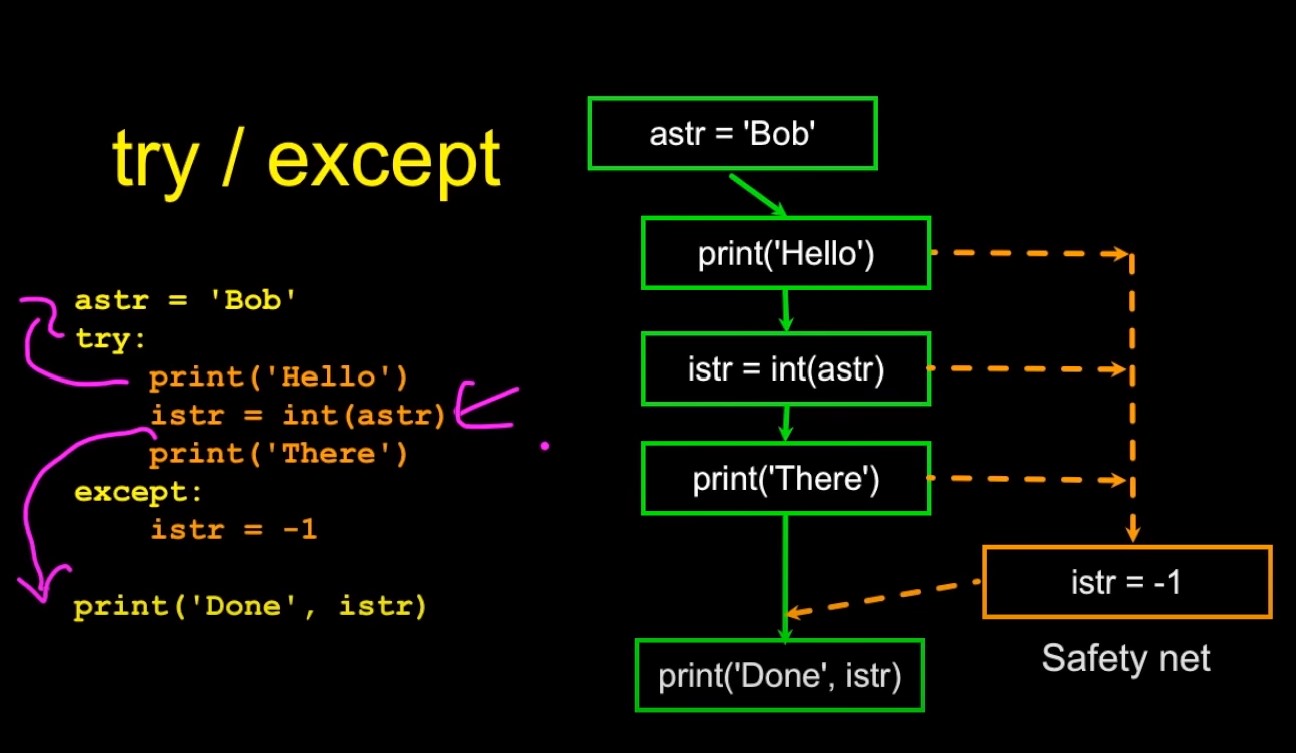 try / except
astr = 'Bob'
try:
    print('Hello')
    istr = int(astr)
    print('There')
except:
    istr = -1
print('Done', istr)
astr = 'Bob'
print('Hello')
istr = int(astr)
print('There')
istr = -1
Safety net
print('Done', istr)